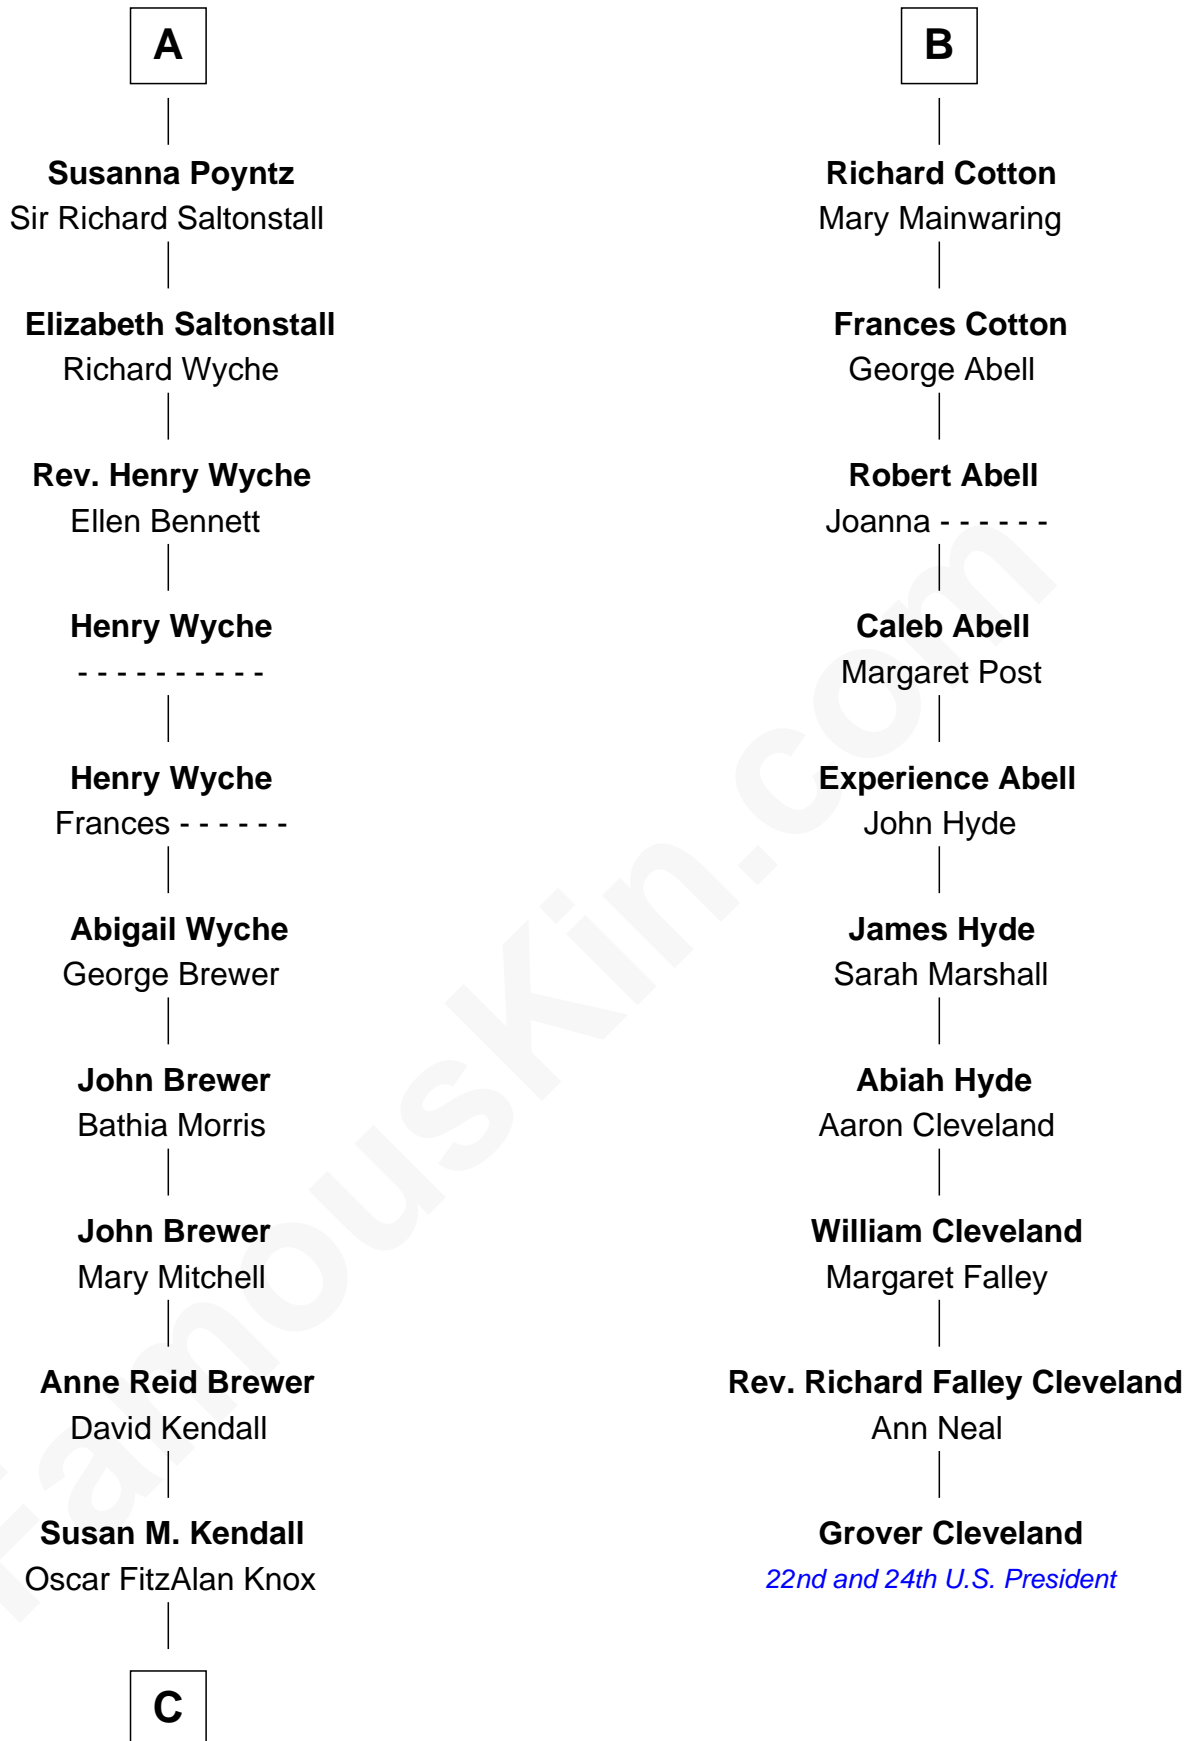 A
Susanna Poyntz
Sir Richard Saltonstall
Elizabeth Saltonstall
Richard Wyche
Rev. Henry Wyche
Ellen Bennett
Henry Wyche
- - - - - - - - - -
Henry Wyche
Frances - - - - - -
Abigail Wyche
George Brewer
John Brewer
Bathia Morris
John Brewer
Mary Mitchell
Anne Reid Brewer
David Kendall
Susan M. Kendall
Oscar FitzAlan Knox
C
B
Richard Cotton
Mary Mainwaring
Frances Cotton
George Abell
Robert Abell
Joanna - - - - - -
Caleb Abell
Margaret Post
Experience Abell
John Hyde
James Hyde
Sarah Marshall
Abiah Hyde
Aaron Cleveland
William Cleveland
Margaret Falley
Rev. Richard Falley Cleveland
Ann Neal
Grover Cleveland
22nd and 24th U.S. President
FamousKin.com